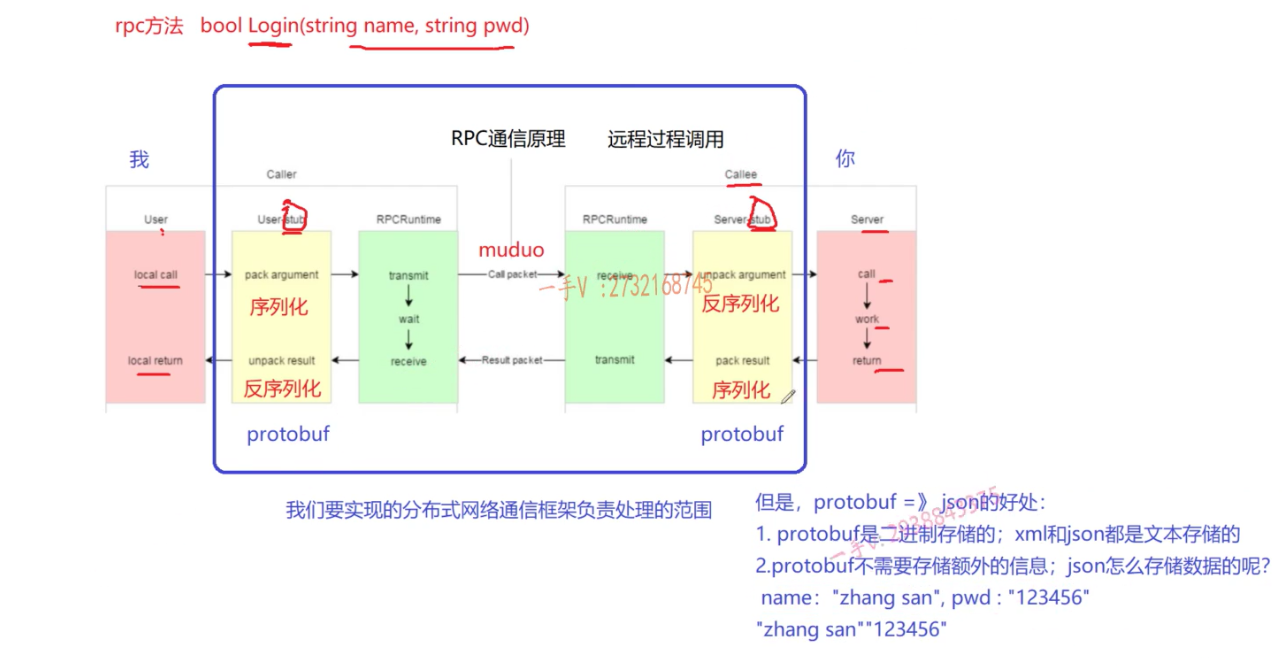 rpc方法 bool Login(string name, string pwd)
RPC通信原理 远程过程调用
我
你
Caller
Callee
User
User-stub
RPCRuntime
RPCRuntime
Server-stub
Server
muduo
local call
pack argument
transmit
Call packet
receive
unpack argument
call
一手V :2732168745
序列化
反序列化
wait
work
local return
unpack result
receive
Result packet
transmit
pack result
return
反序列化
序列化
protobuf
protobuf
我们要实现的分布式网络通信框架负责处理的范围
但是，protobuf =》 json的好处：
1. protobuf是二进制存储的；xml和json都是文本存储的
2.protobuf不需要存储额外的信息；json怎么存储数据的呢？
name："zhang san", pwd : "123456"
"zhang san""123456"